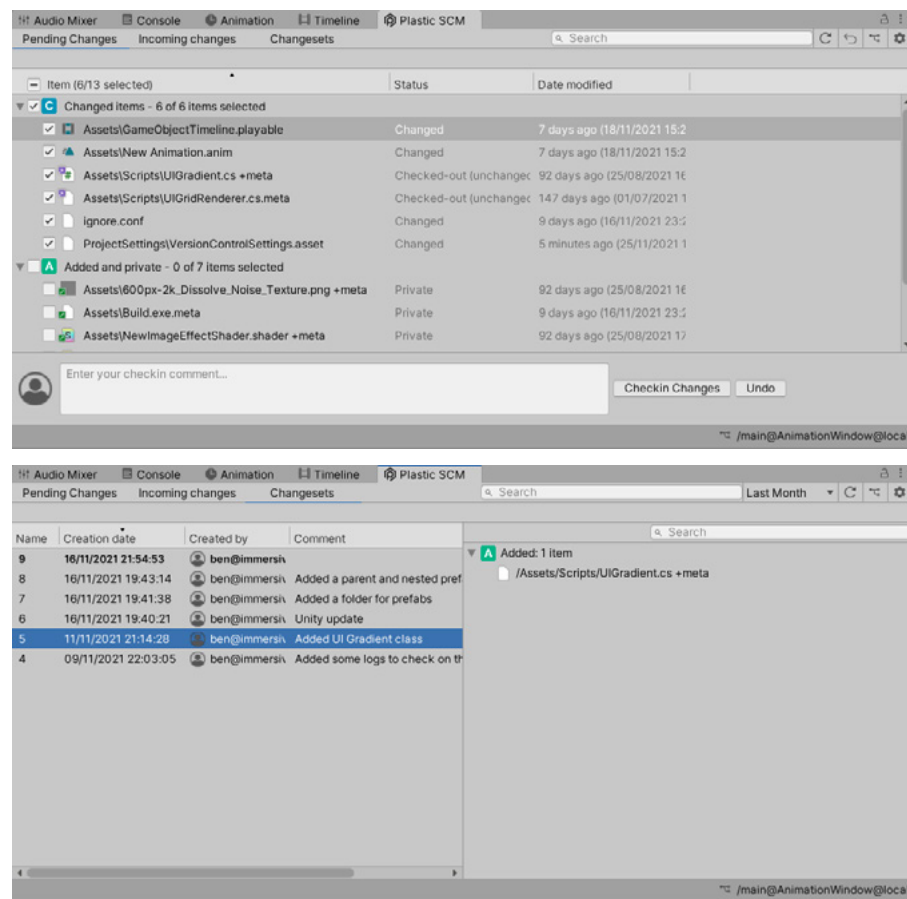 Audio Mixer Console Animation Timeline Plastic SCM
Pending Changes Incoming changes Changesets Search
Item (6/13 selected) Status Date modified
C Changed items - 6 of 6 items selected
Assets\GameObjectTimeline.playable Changed 7 days ago (18/11/2021 15:2
Assets\New Animation.anim Changed 7 days ago (18/11/2021 15:2
Assets\Scripts\UIGradient.cs +meta Checked-out (unchanged 92 days ago (25/08/2021 16
Assets\Scripts\UIGridRenderer.cs.meta Checked-out (unchanged 147 days ago (01/07/2021 1
ignore.conf Changed 9 days ago (16/11/2021 23:2
ProjectSettings\VersionControlSettings.asset Changed 5 minutes ago (25/11/2021 1
A Added and private - 0 of 7 items selected
Assets\600px-2k_Dissolve_Noise_Texture.png +meta Private 92 days ago (25/08/2021 16
Assets\Build.exe.meta Private 9 days ago (16/11/2021 23:2
Assets\NewImageEffectShader.shader +meta Private 92 days ago (25/08/2021 17
Enter your checkin comment...
Checkin Changes Undo
/main@AnimationWindow@loca
Audio Mixer Console Animation Timeline Plastic SCM
Pending Changes Incoming changes Changesets Search Last Month
Search
Name Creation date Created by Comment
A Added: 1 item
/Assets/Scripts/UIGradient.cs +meta
9 16/11/2021 21:54:53 ben@immersiv
8 16/11/2021 19:43:14 ben@immersiv Added a parent and nested pref
7 16/11/2021 19:41:38 ben@immersiv Added a folder for prefabs
6 16/11/2021 19:40:21 ben@immersiv Unity update
5 11/11/2021 21:14:28 ben@immersiv Added UI Gradient class
4 09/11/2021 22:03:05 ben@immersiv Added some logs to check on th
/main@AnimationWindow@loca